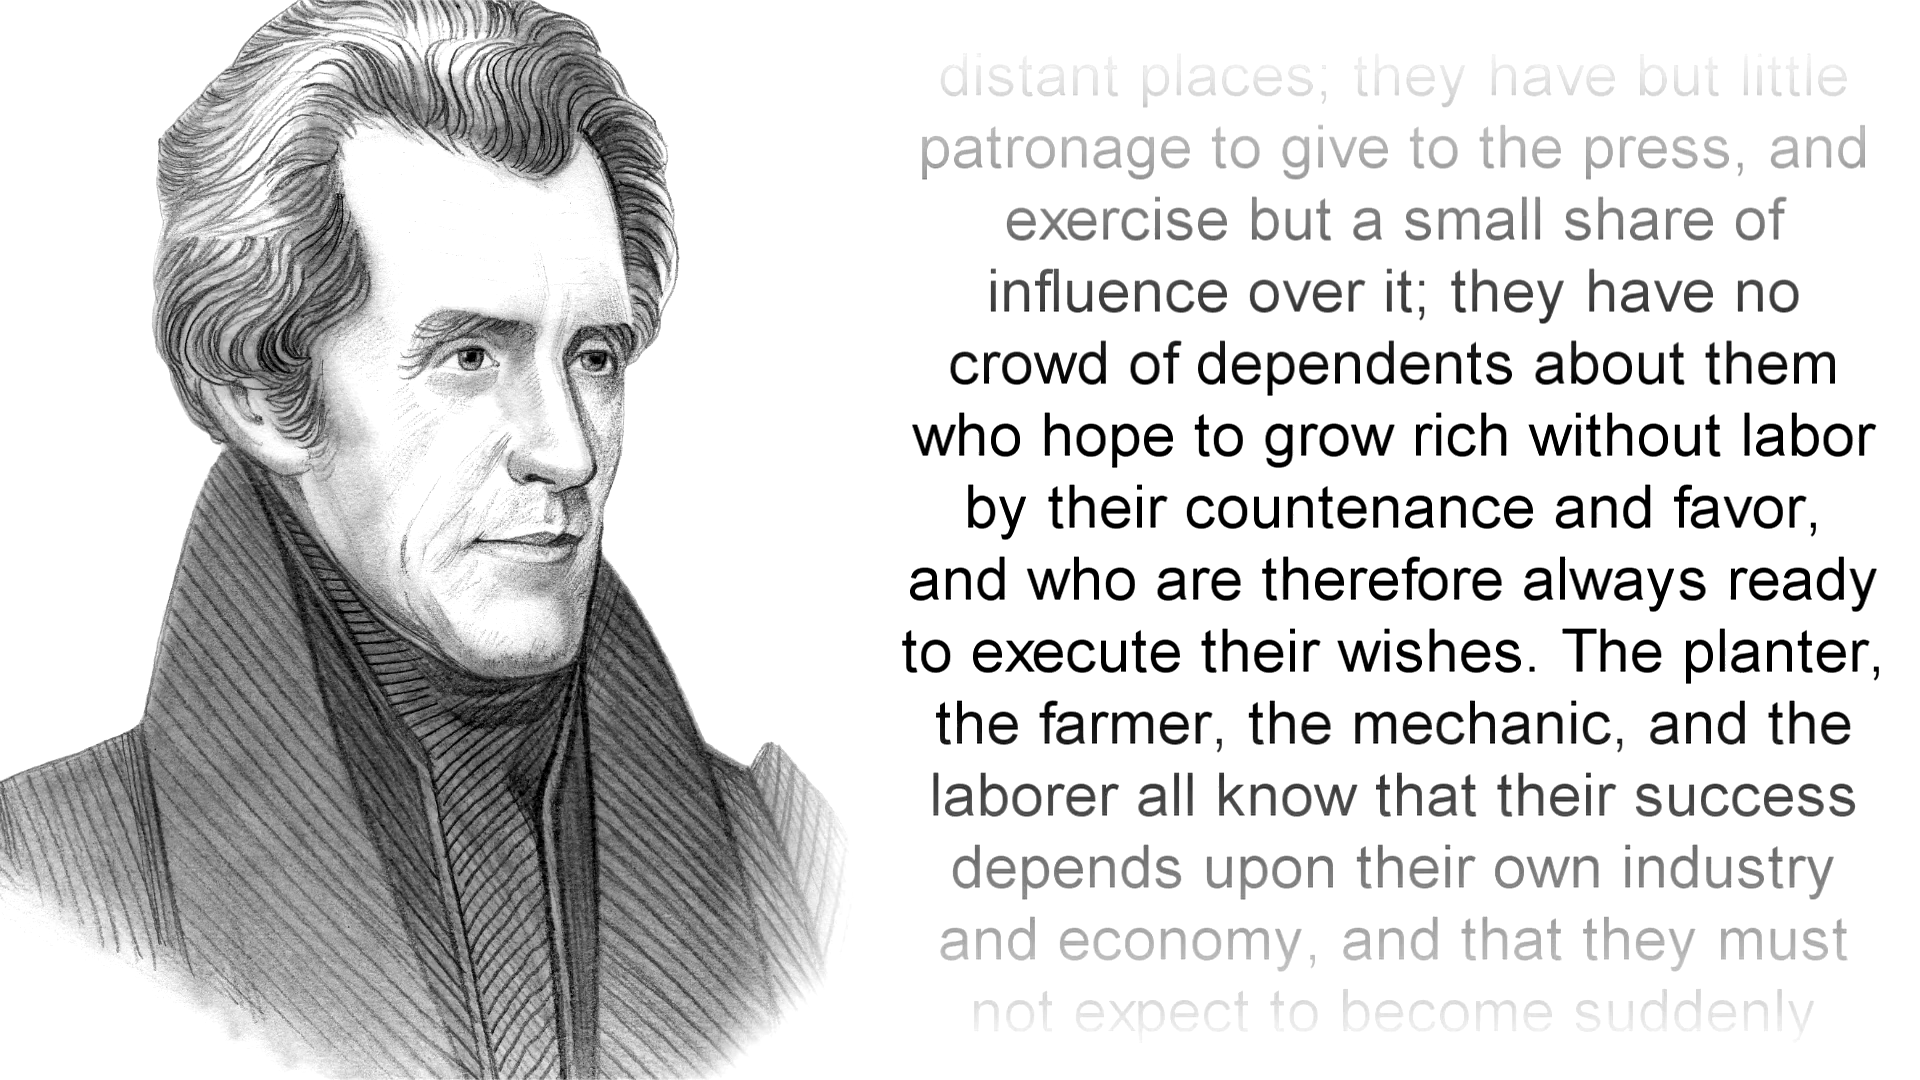 distant places; they have but little
patronage to give to the press, and
exercise but a small share of
influence over it; they have no
crowd of dependents about them
who hope to grow rich without labor
by their countenance and favor,
and who are therefore always ready
to execute their wishes. The planter,
the farmer, the mechanic, and the
laborer all know that their success
depends upon their own industry
and economy, and that they must
not expect to become suddenly